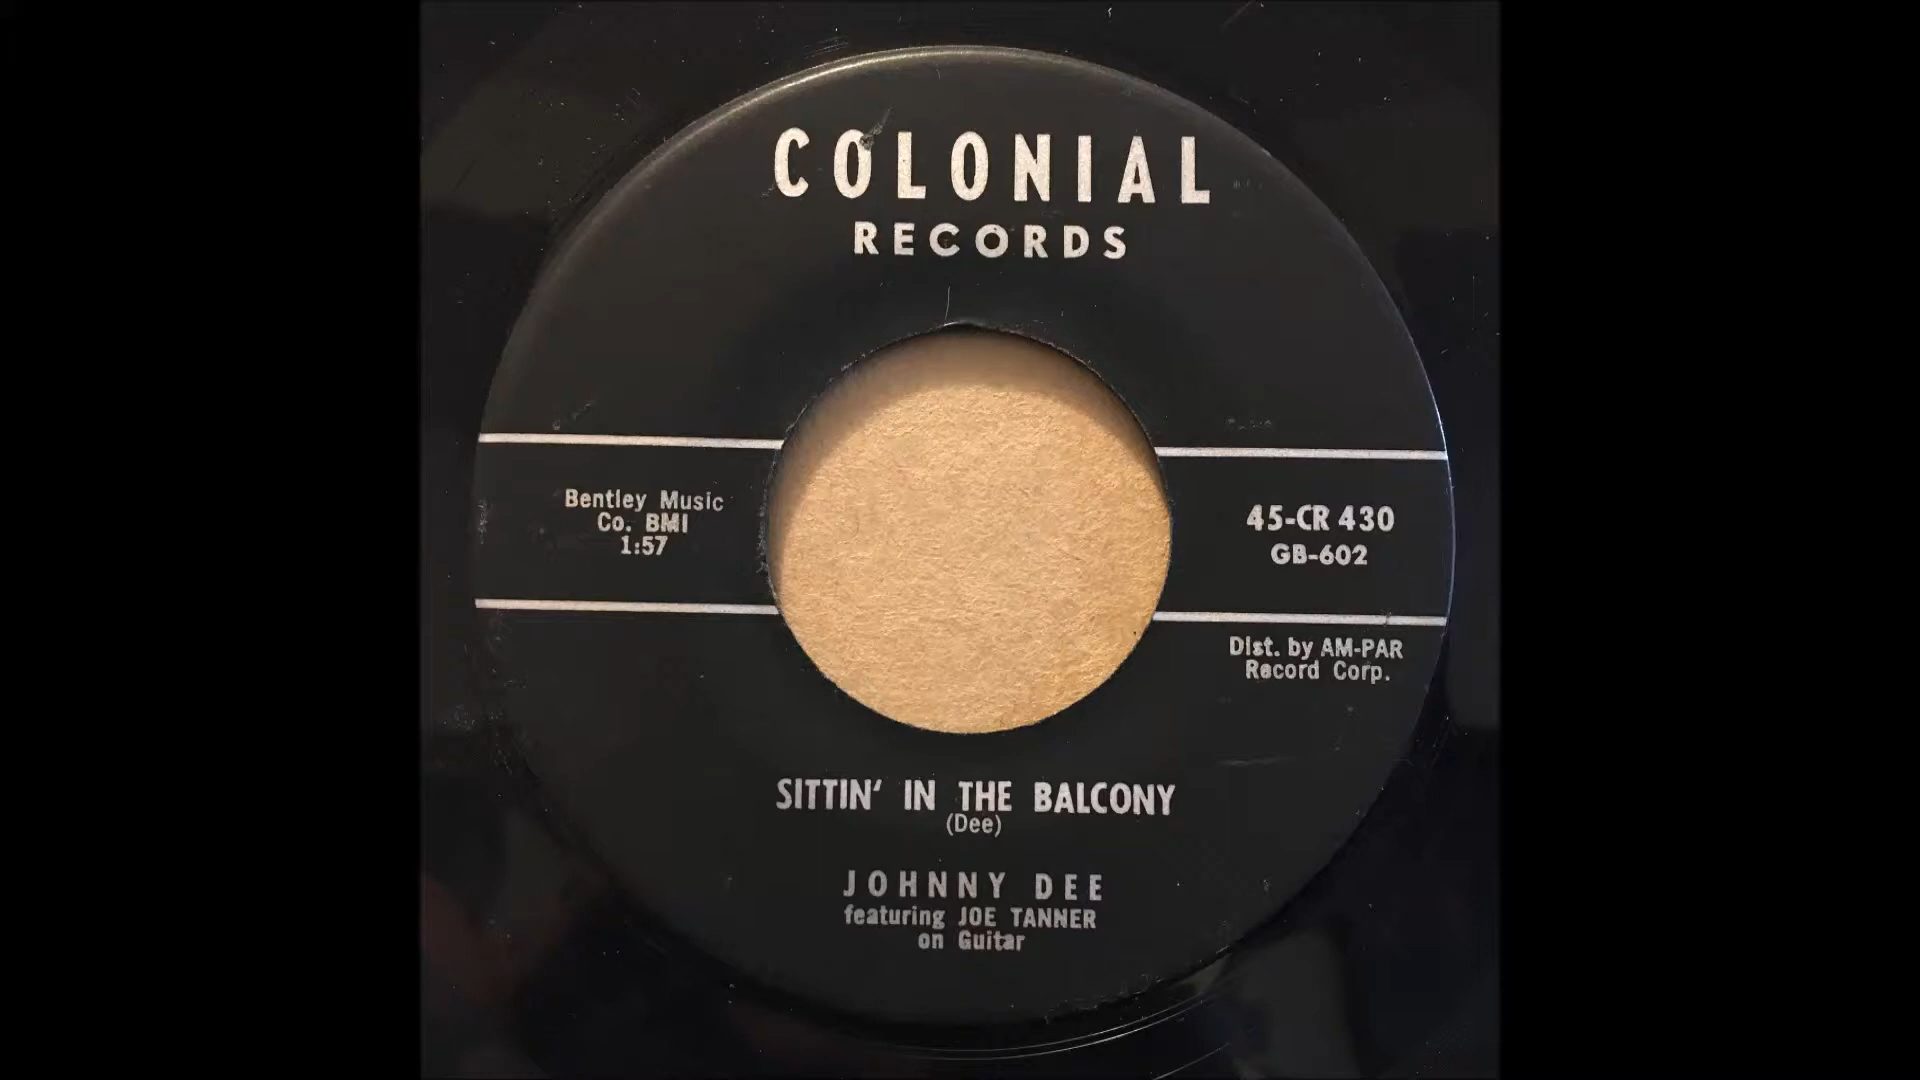 COLONIAL
RECORDS
Bentley Music
Co. BMI
1:57
45-CR 430
GB-602
Dist. by AM-PAR
Record Corp.
SITTIN' IN THE BALCONY
(Dee)
JOHNNY DEE
featuring JOE TANNER
on Guitar